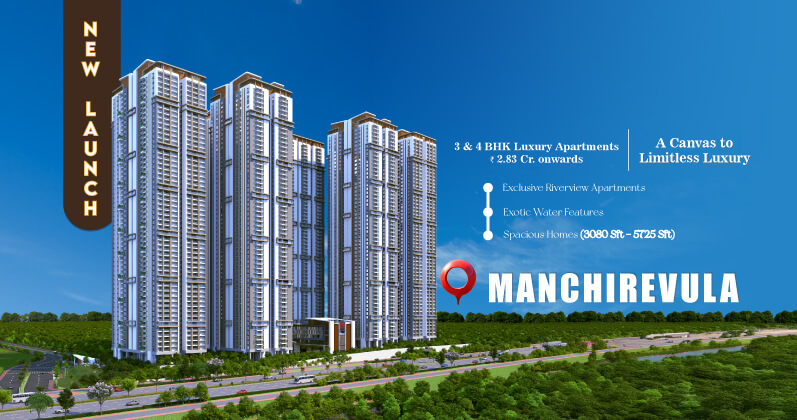 NEW LAUNCH
3 & 4 BHK Luxury Apartments
₹ 2.83 Cr. onwards
A Canvas to
Limitless Luxury
Exclusive Riverview Apartments
Exotic Water Features
Spacious Homes (3080 Sft - 5725 Sft)
MANCHIREVULA